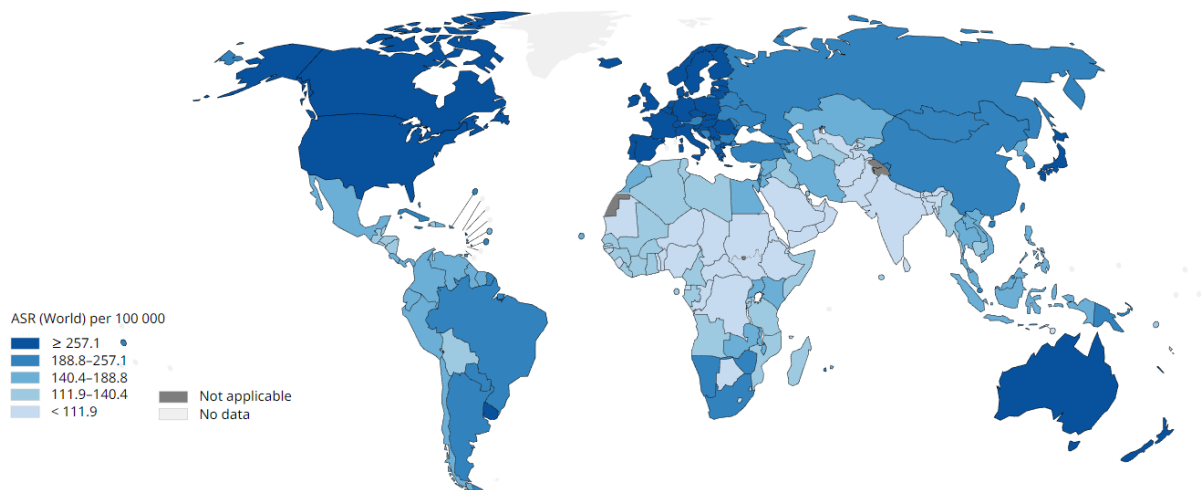 ASR (World) per 100 000
≥ 257.1
188.8–257.1
140.4–188.8
111.9–140.4
< 111.9
Not applicable
No data